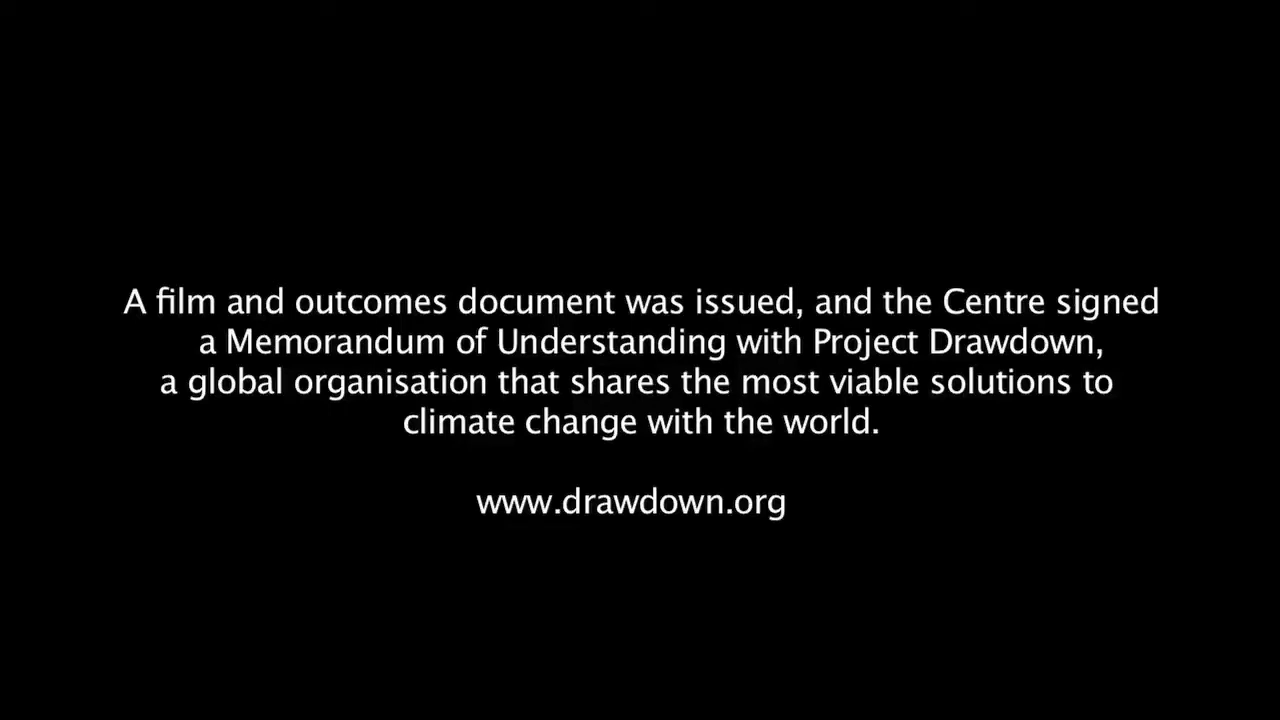 A film and outcomes document was issued, and the Centre signed
a Memorandum of Understanding with Project Drawdown,
a global organisation that shares the most viable solutions to
climate change with the world.
www.drawdown.org